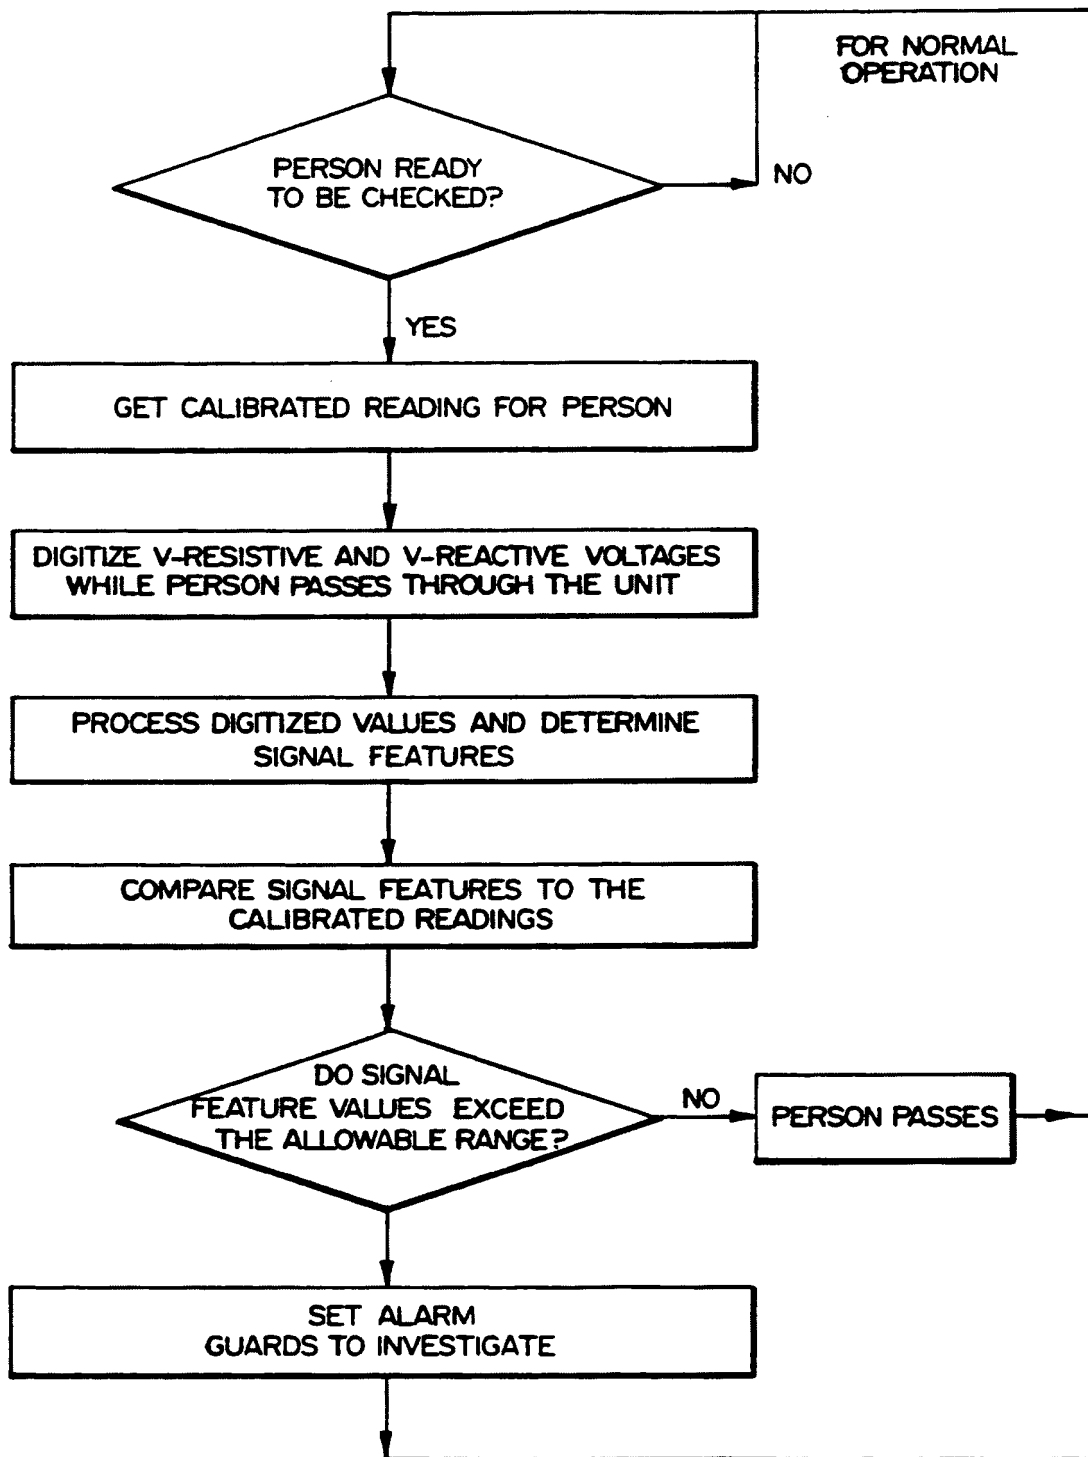 FOR NORMAL
OPERATION
PERSON READY
TO BE CHECKED?
NO
YES
GET CALIBRATED READING FOR PERSON
DIGITIZE V-RESISTIVE AND V-REACTIVE VOLTAGES
WHILE PERSON PASSES THROUGH THE UNIT
PROCESS DIGITIZED VALUES AND DETERMINE
SIGNAL FEATURES
COMPARE SIGNAL FEATURES TO THE
CALIBRATED READINGS
DO SIGNAL
FEATURE VALUES EXCEED
THE ALLOWABLE RANGE?
NO
PERSON PASSES
SET ALARM
GUARDS TO INVESTIGATE